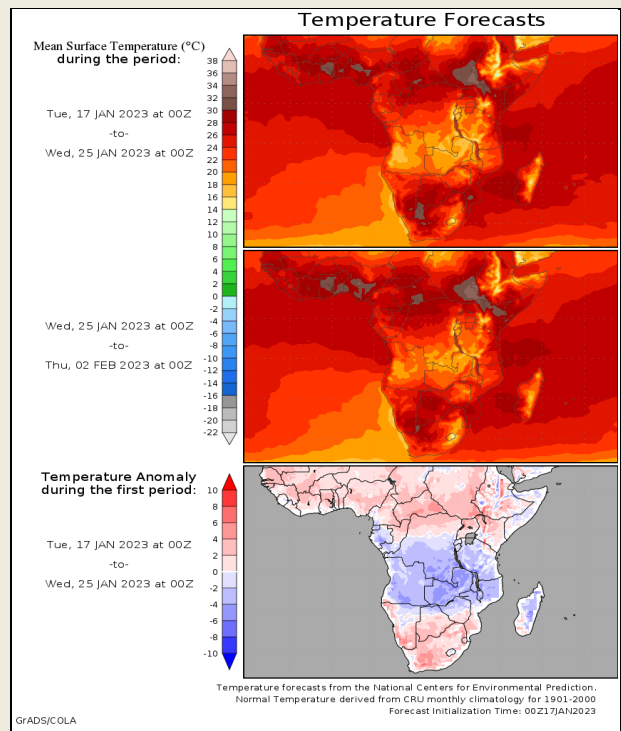 Temperature Forecasts
Mean Surface Temperature (°C)
during the period:
38
36
34
32
30
28
26
24
22
20
18
16
14
12
10
8
6
4
2
0
-2
-4
-6
-8
-10
-12
-14
-16
-18
-20
-22
Tue, 17 JAN 2023 at 00Z
-to-
Wed, 25 JAN 2023 at 00Z
Wed, 25 JAN 2023 at 00Z
-to-
Thu, 02 FEB 2023 at 00Z
Temperature Anomaly
during the first period:
10
8
6
4
2
0
-2
-4
-6
-8
-10
Tue, 17 JAN 2023 at 00Z
-to-
Wed, 25 JAN 2023 at 00Z
Temperature forecasts from the National Centers for Environmental Prediction.
Normal Temperature derived from CRU monthly climatology for 1901-2000
Forecast Initialization Time: 00Z17JAN2023
GrADS/COLA